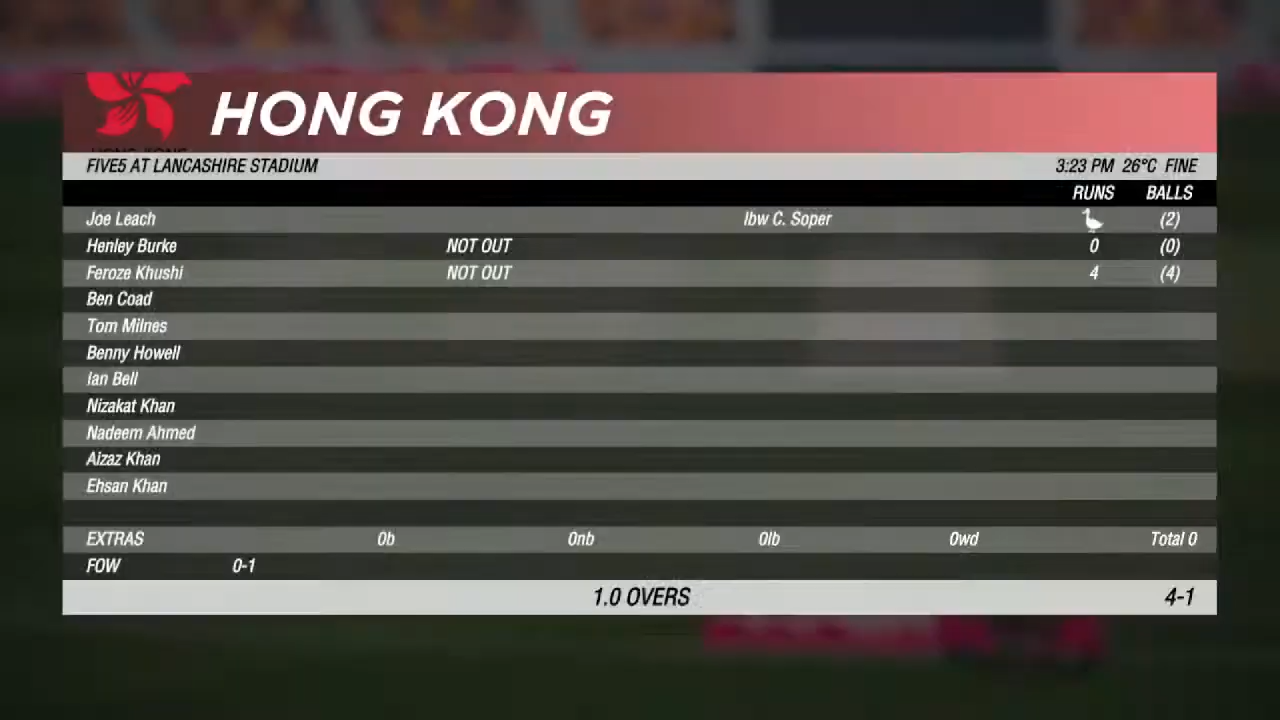 HONG KONG
FIVE5 AT LANCASHIRE STADIUM 3:23 PM 26°C FINE
RUNS BALLS
Joe Leach lbw C. Soper (2)
Henley Burke NOT OUT 0 (0)
Feroze Khushi NOT OUT 4 (4)
Ben Coad
Tom Milnes
Benny Howell
Ian Bell
Nizakat Khan
Nadeem Ahmed
Aizaz Khan
Ehsan Khan
EXTRAS 0b 0nb 0lb 0wd Total 0
FOW 0-1
1.0 OVERS 4-1